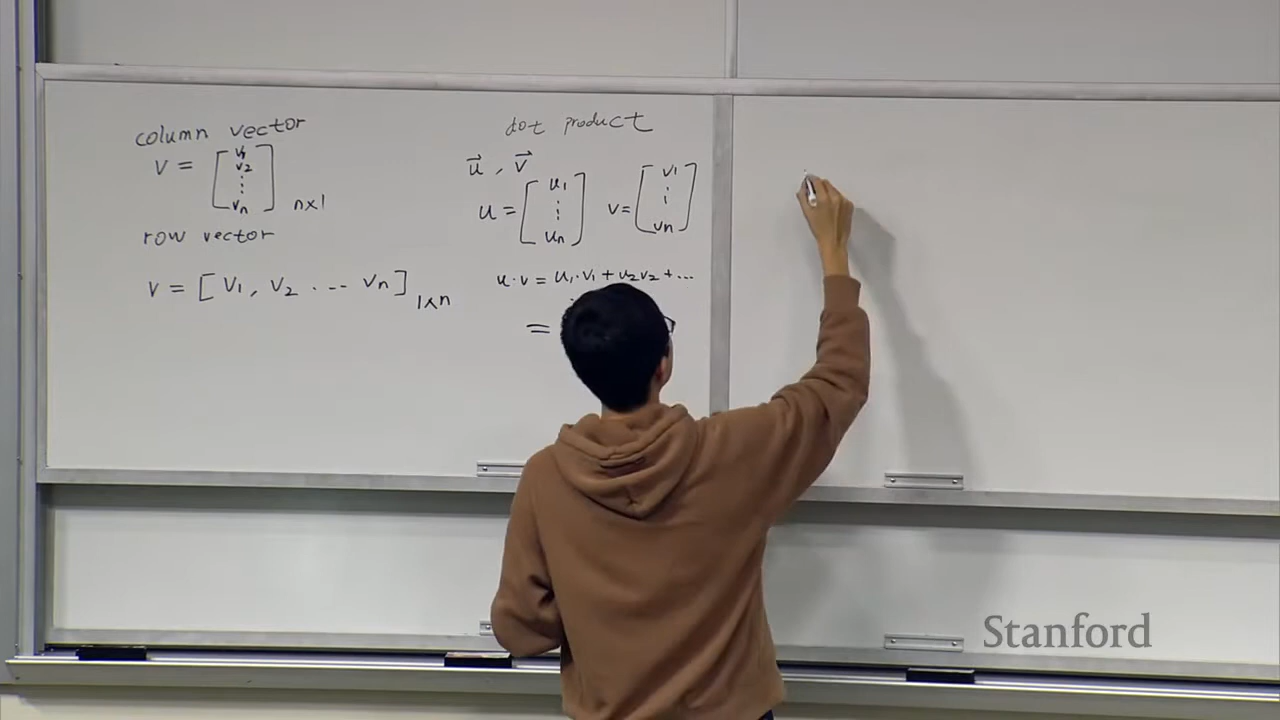 column vector
v = [v1 v2 ⋮ vn] n×1
row vector
v = [v1, v2 ... vn] 1×n
dot product
u⃗ , v⃗
u = [u1 ⋮ un] v = [v1 ⋮ vn]
u·v = u1·v1 + u2v2 + ...
=
Stanford